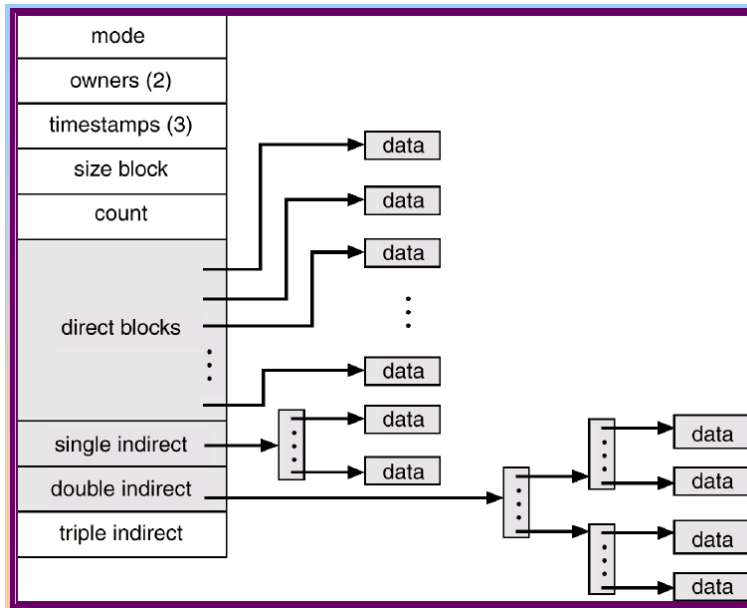 mode
owners (2)
timestamps (3)
size block
count
direct blocks
single indirect
double indirect
triple indirect
data
data
data
data
data
data
data
data
data
data